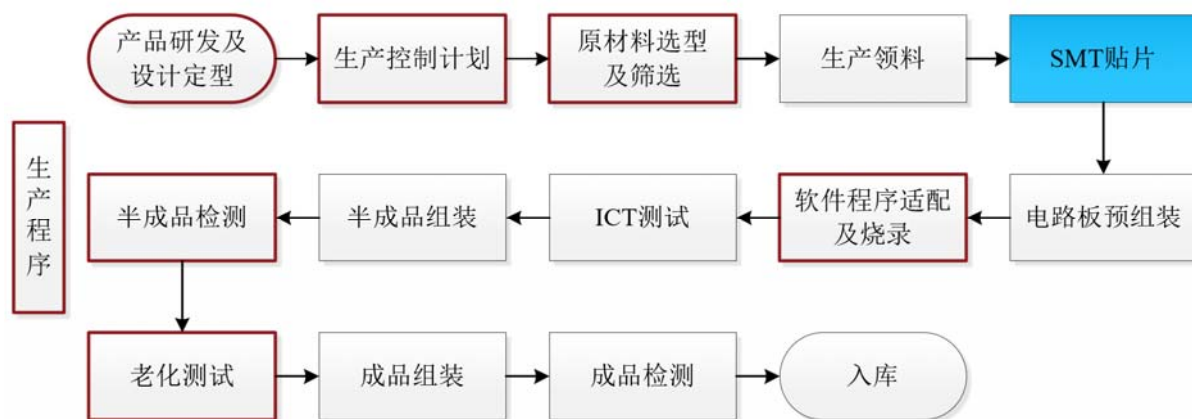 产品研发及
设计定型
生产控制计划
原材料选型
及筛选
生产领料
SMT贴片
生产程序
半成品检测
半成品组装
ICT测试
软件程序适配
及烧录
电路板预组装
老化测试
成品组装
成品检测
入库